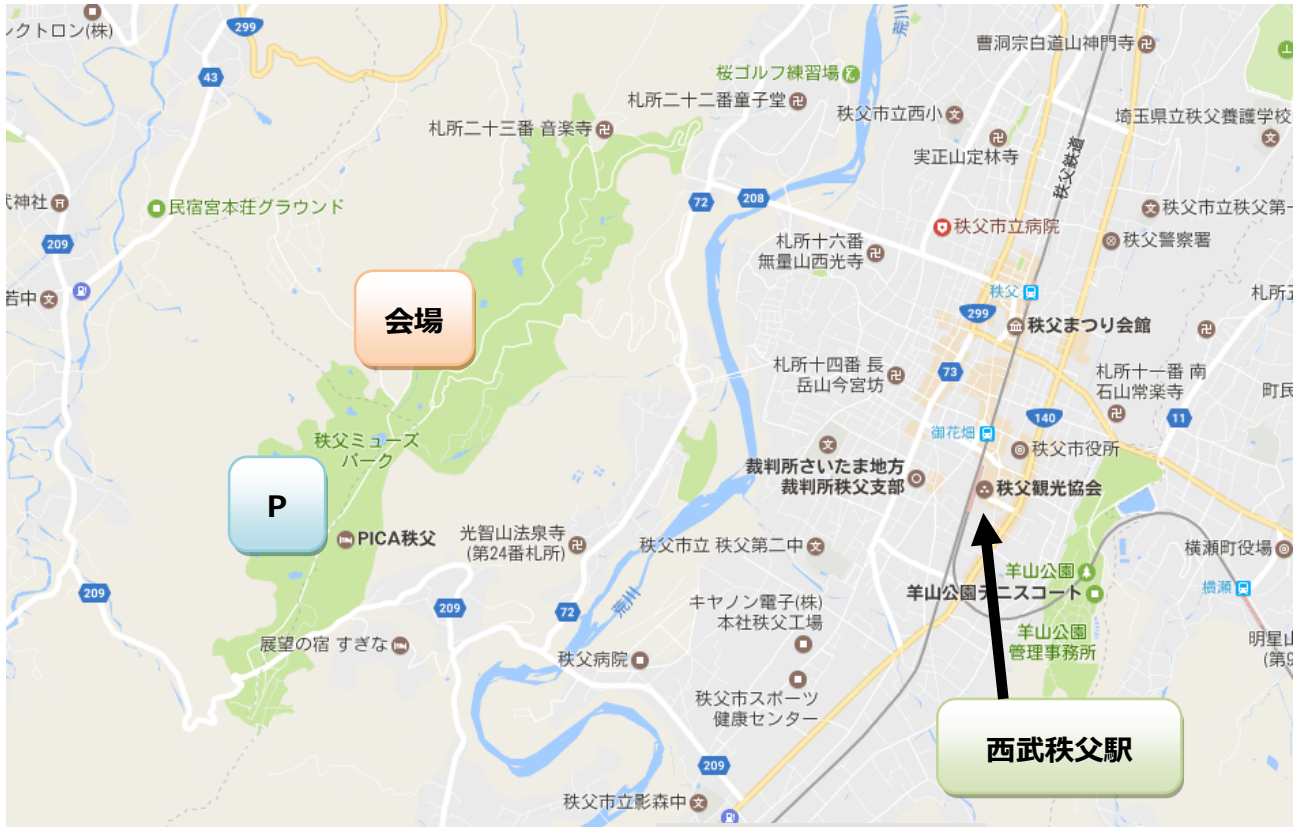 レクトロン(株)
299
曹洞宗白道山神門寺
荒川
43
桜ゴルフ練習場
札所二十二番童子堂
秩父市立西小
埼玉県立秩父養護学校
札所二十三番 音楽寺
実正山定林寺
秩父鉄道
武神社
民宿宮本荘グラウンド
72
208
秩父市立秩父第一
秩父市立病院
秩父警察署
209
札所十六番
無量山西光寺
若中
秩父
札所五
会場
299
秩父まつり会館
札所十四番 長
岳山今宮坊
73
札所十一番 南
石山常楽寺
町民
140
11
御花畑
秩父ミューズ
パーク
秩父市役所
裁判所さいたま地方
裁判所秩父支部
秩父観光協会
P
PICA秩父
光智山法泉寺
(第24番札所)
秩父市立 秩父第二中
横瀬町役場
羊山公園
羊山公園テニスコート
横瀬
209
209
72
荒川
キヤノン電子(株)
本社秩父工場
羊山公園
管理事務所
明星山
(第9
展望の宿 すぎな
秩父病院
秩父市スポーツ
健康センター
西武秩父駅
209
秩父市立影森中